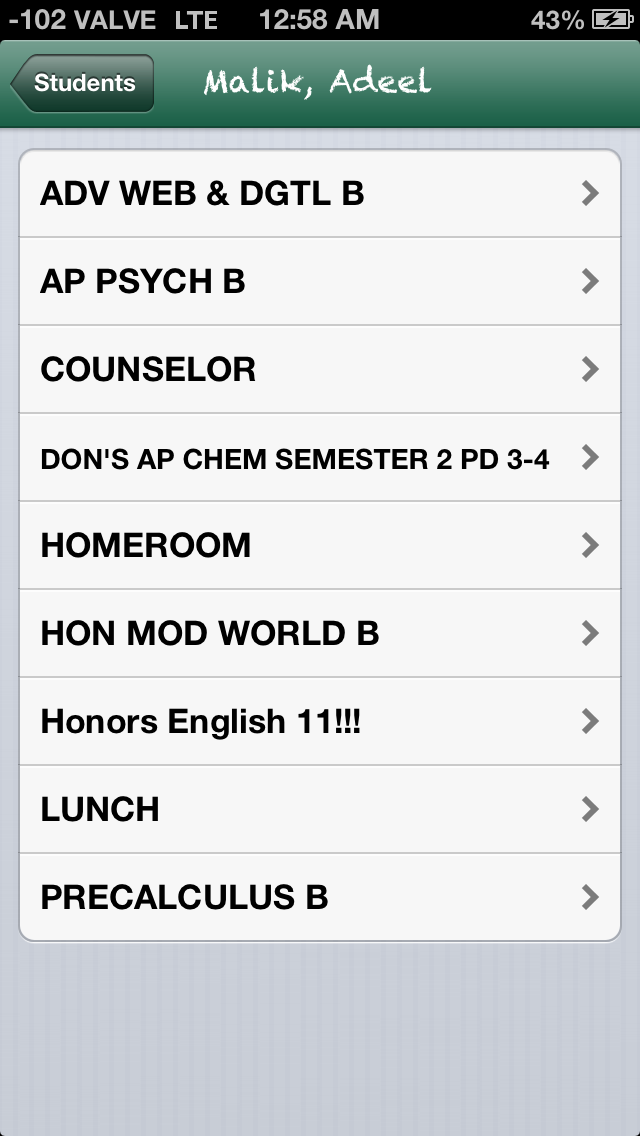 -102 VALVE LTE 12:58 AM 43%
Students
Malik, Adeel
ADV WEB & DGTL B
AP PSYCH B
COUNSELOR
DON'S AP CHEM SEMESTER 2 PD 3-4
HOMEROOM
HON MOD WORLD B
Honors English 11!!!
LUNCH
PRECALCULUS B